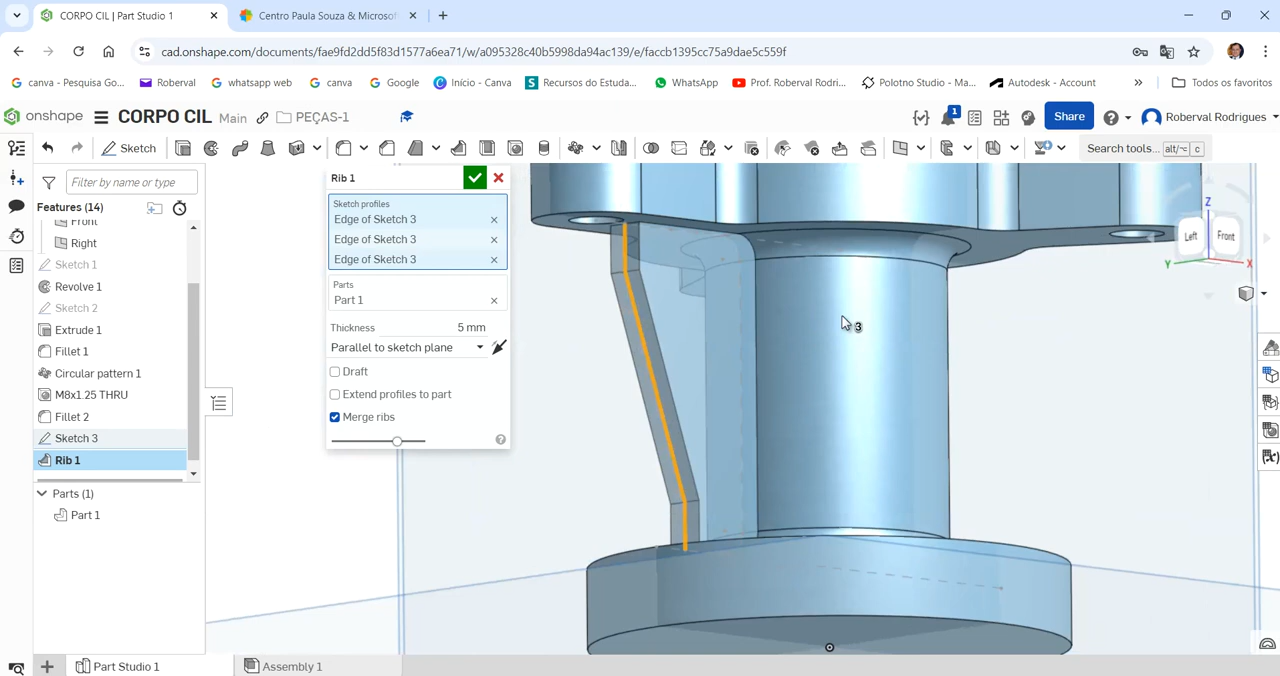 CORPO CIL | Part Studio 1
Centro Paula Souza & Microsof
cad.onshape.com/documents/fae9fd2dd5f83d1577a6ea71/w/a095328c40b5998da94ac139/e/faccb1395cc75a9dae5c559f
canva - Pesquisa Go...
Roberval
whatsapp web
canva
Google
Início - Canva
Recursos do Estuda...
WhatsApp
Prof. Roberval Rodri...
Polotno Studio - Ma...
Autodesk - Account
Todos os favoritos
onshape
CORPO CIL
Main
PEÇAS-1
1
Share
Roberval Rodrigues
Sketch
Search tools...
alt/⌥
c
Filter by name or type
Features (14)
Front
Right
Sketch 1
Revolve 1
Sketch 2
Extrude 1
Fillet 1
Circular pattern 1
M8x1.25 THRU
Fillet 2
Sketch 3
Rib 1
Parts (1)
Part 1
Rib 1
Sketch profiles
Edge of Sketch 3
Edge of Sketch 3
Edge of Sketch 3
Parts
Part 1
Thickness 5 mm
Parallel to sketch plane
Draft
Extend profiles to part
Merge ribs
3
Z
Left
Front
Y
X
Part Studio 1
Assembly 1